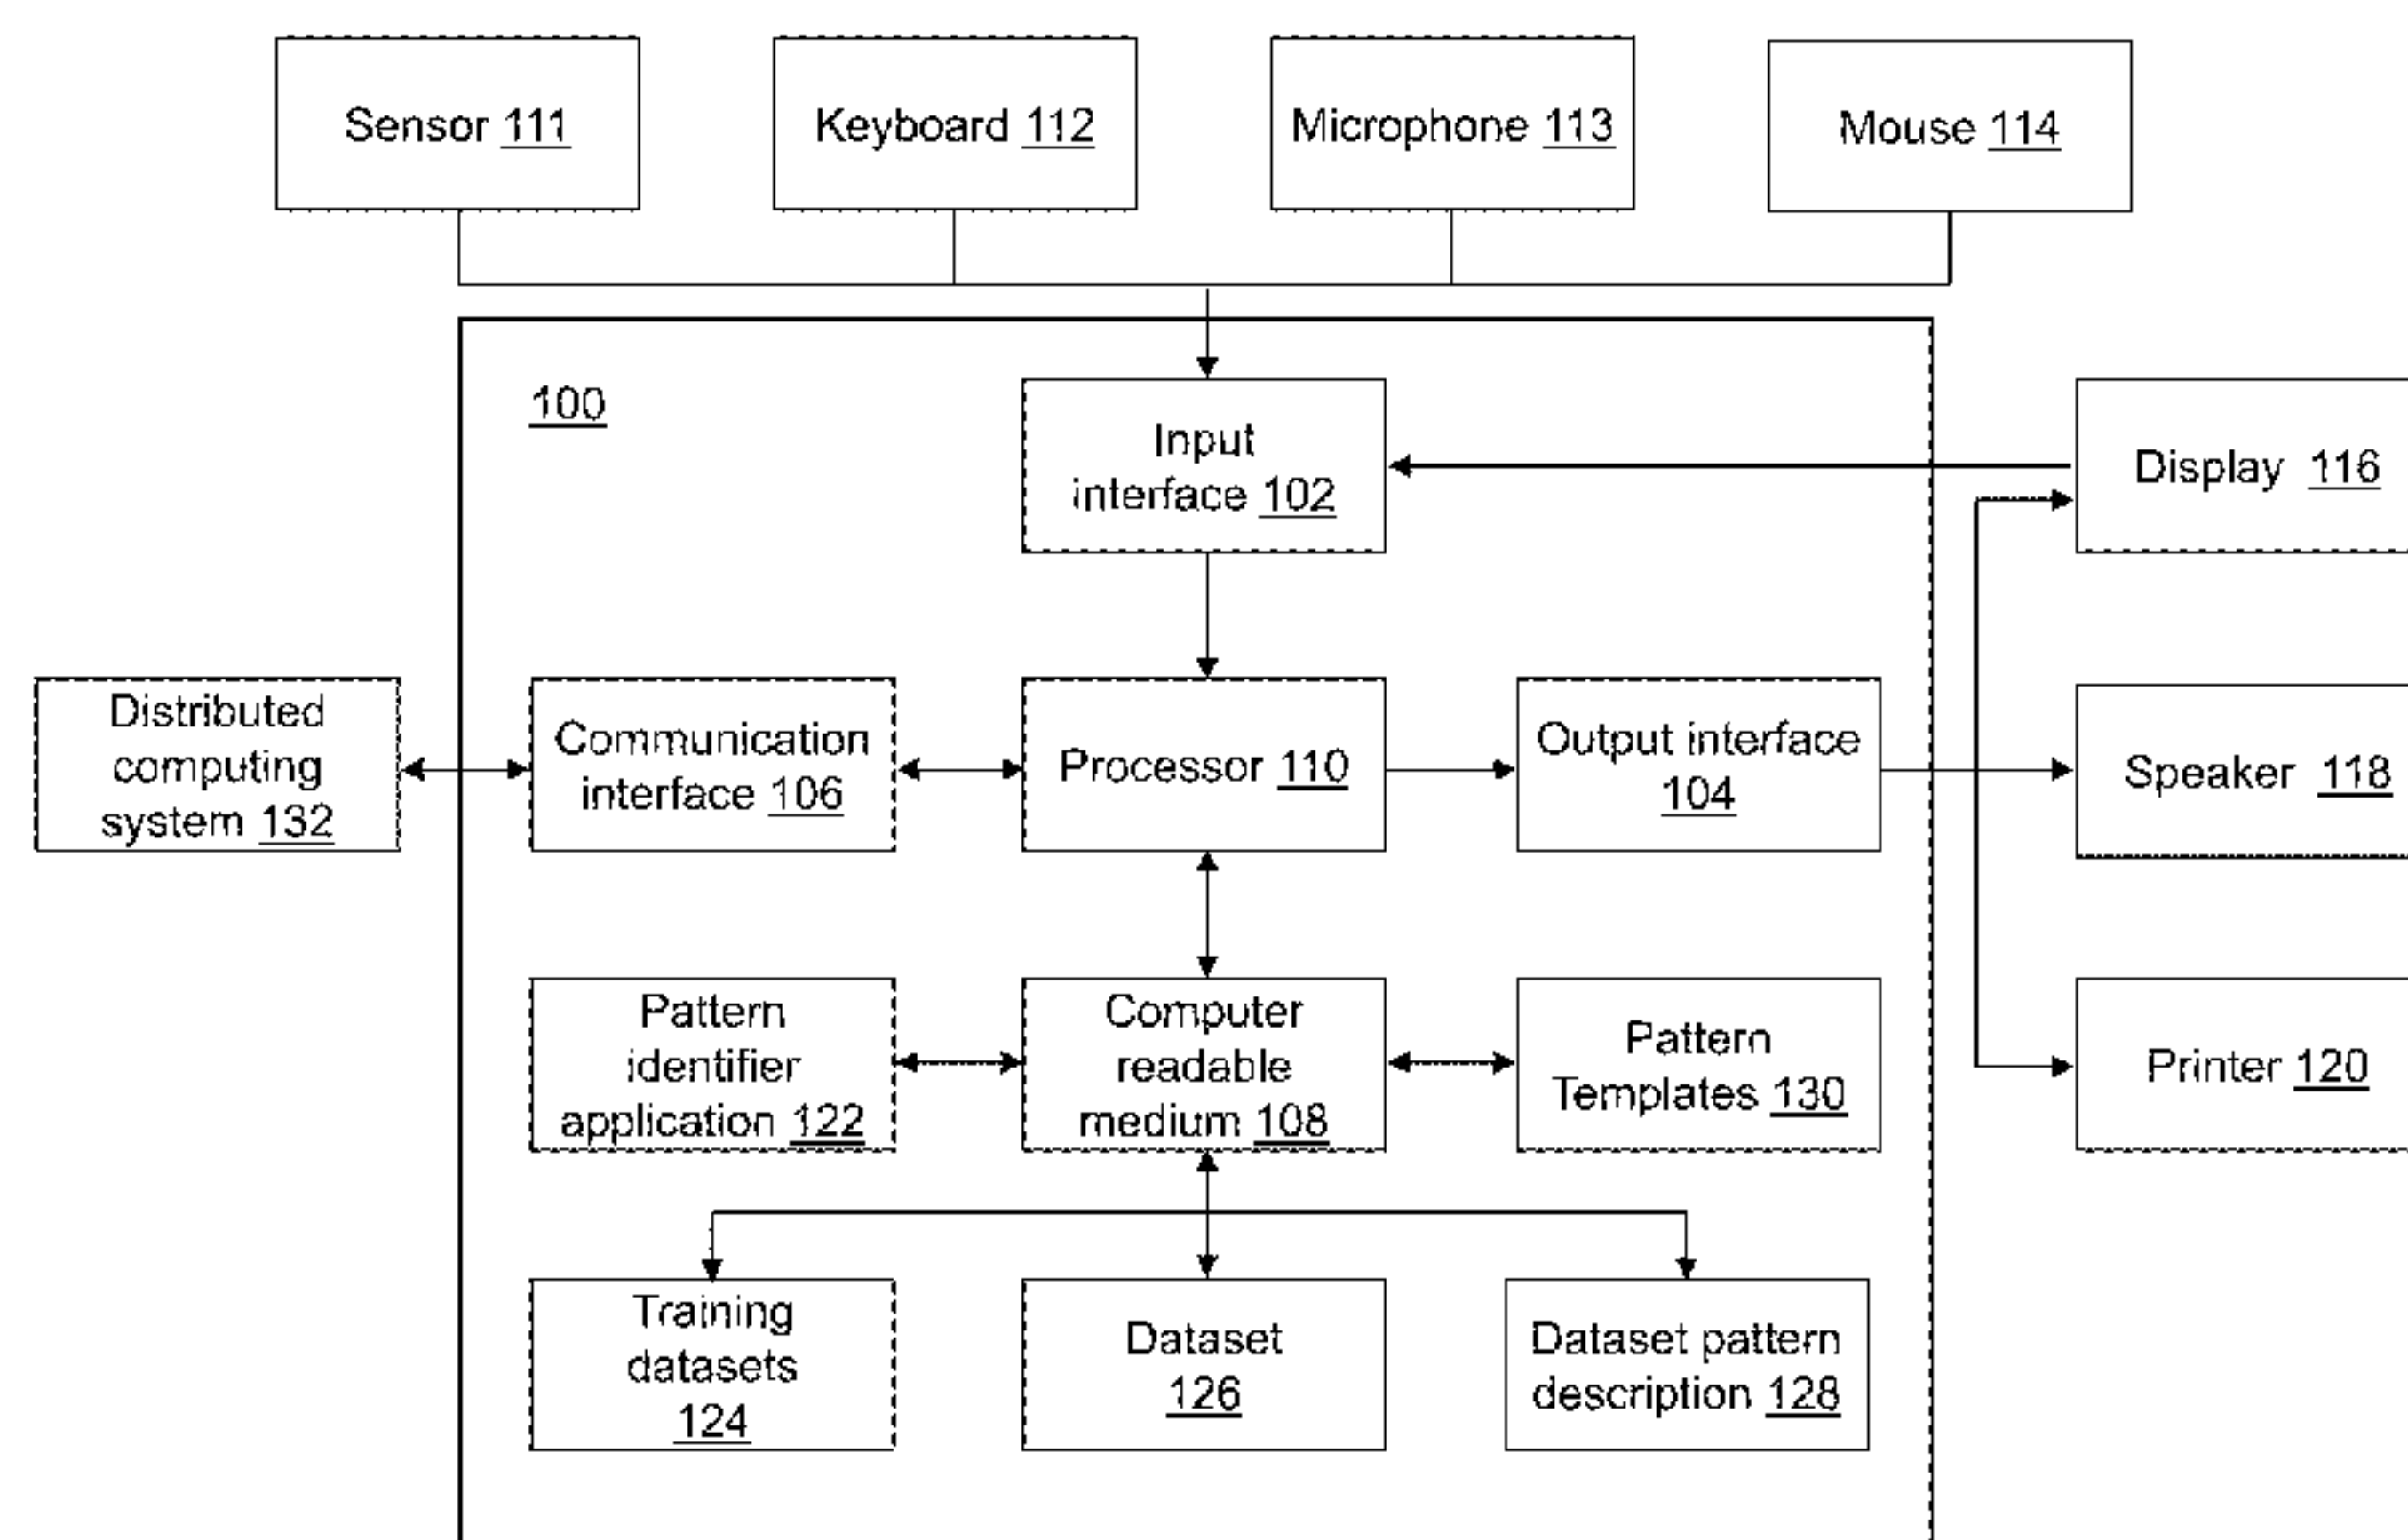 Sensor 111
Keyboard 112
Microphone 113
Mouse 114
100
Input
interface 102
Display 116
Distributed
computing
system 132
Communication
interface 106
Processor 110
Output interface
104
Speaker 118
Pattern
identifier
application 122
Computer
readable
medium 108
Pattern
Templates 130
Printer 120
Training
datasets
124
Dataset
126
Dataset pattern
description 128